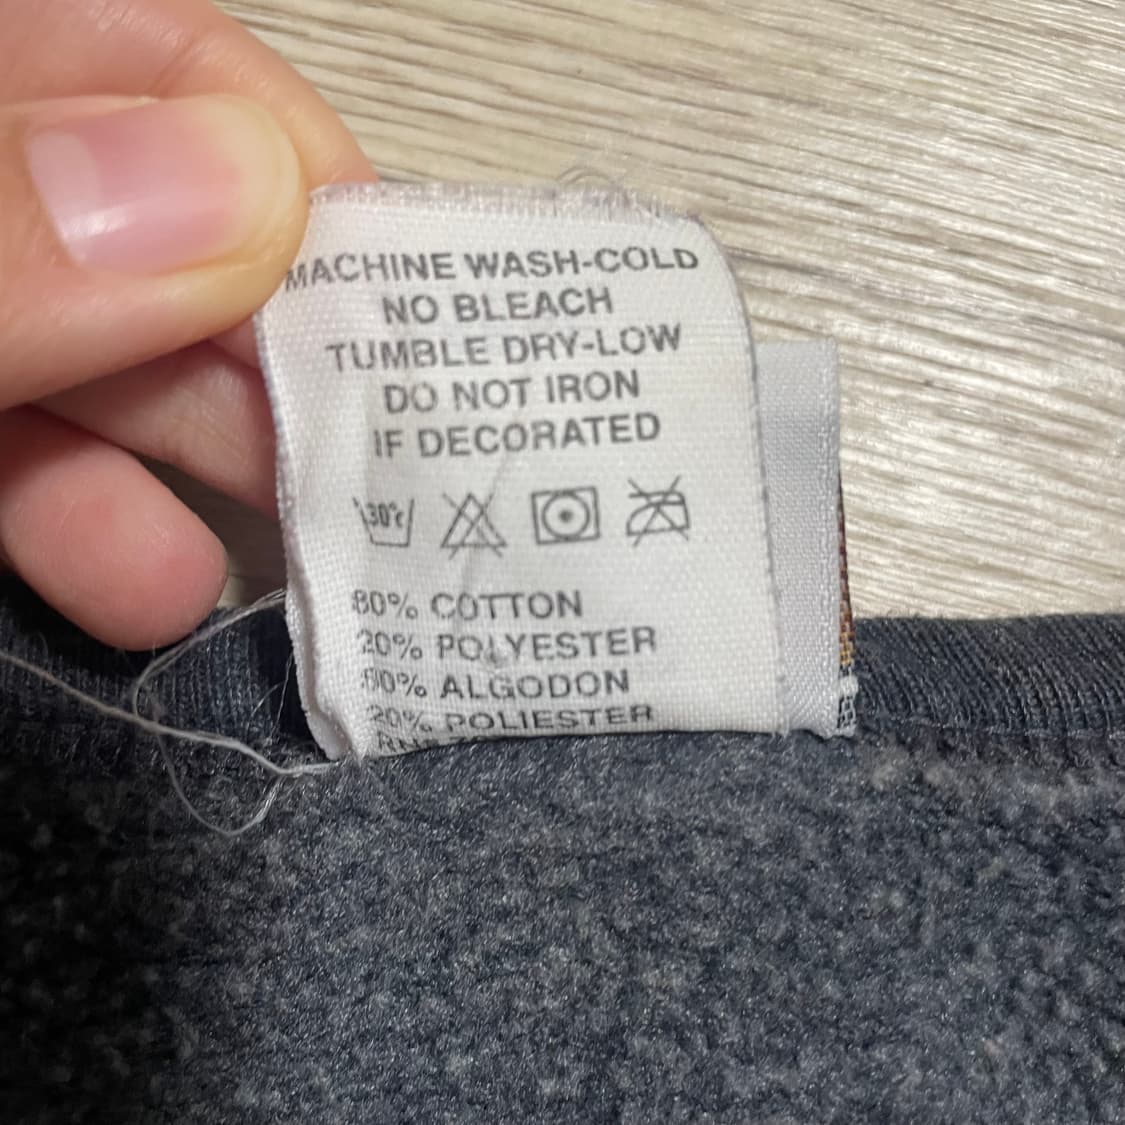 MACHINE WASH-COLD
NO BLEACH
TUMBLE DRY-LOW
DO NOT IRON
IF DECORATED
30°c
80% COTTON
20% POLYESTER
80% ALGODON
20% POLIESTER